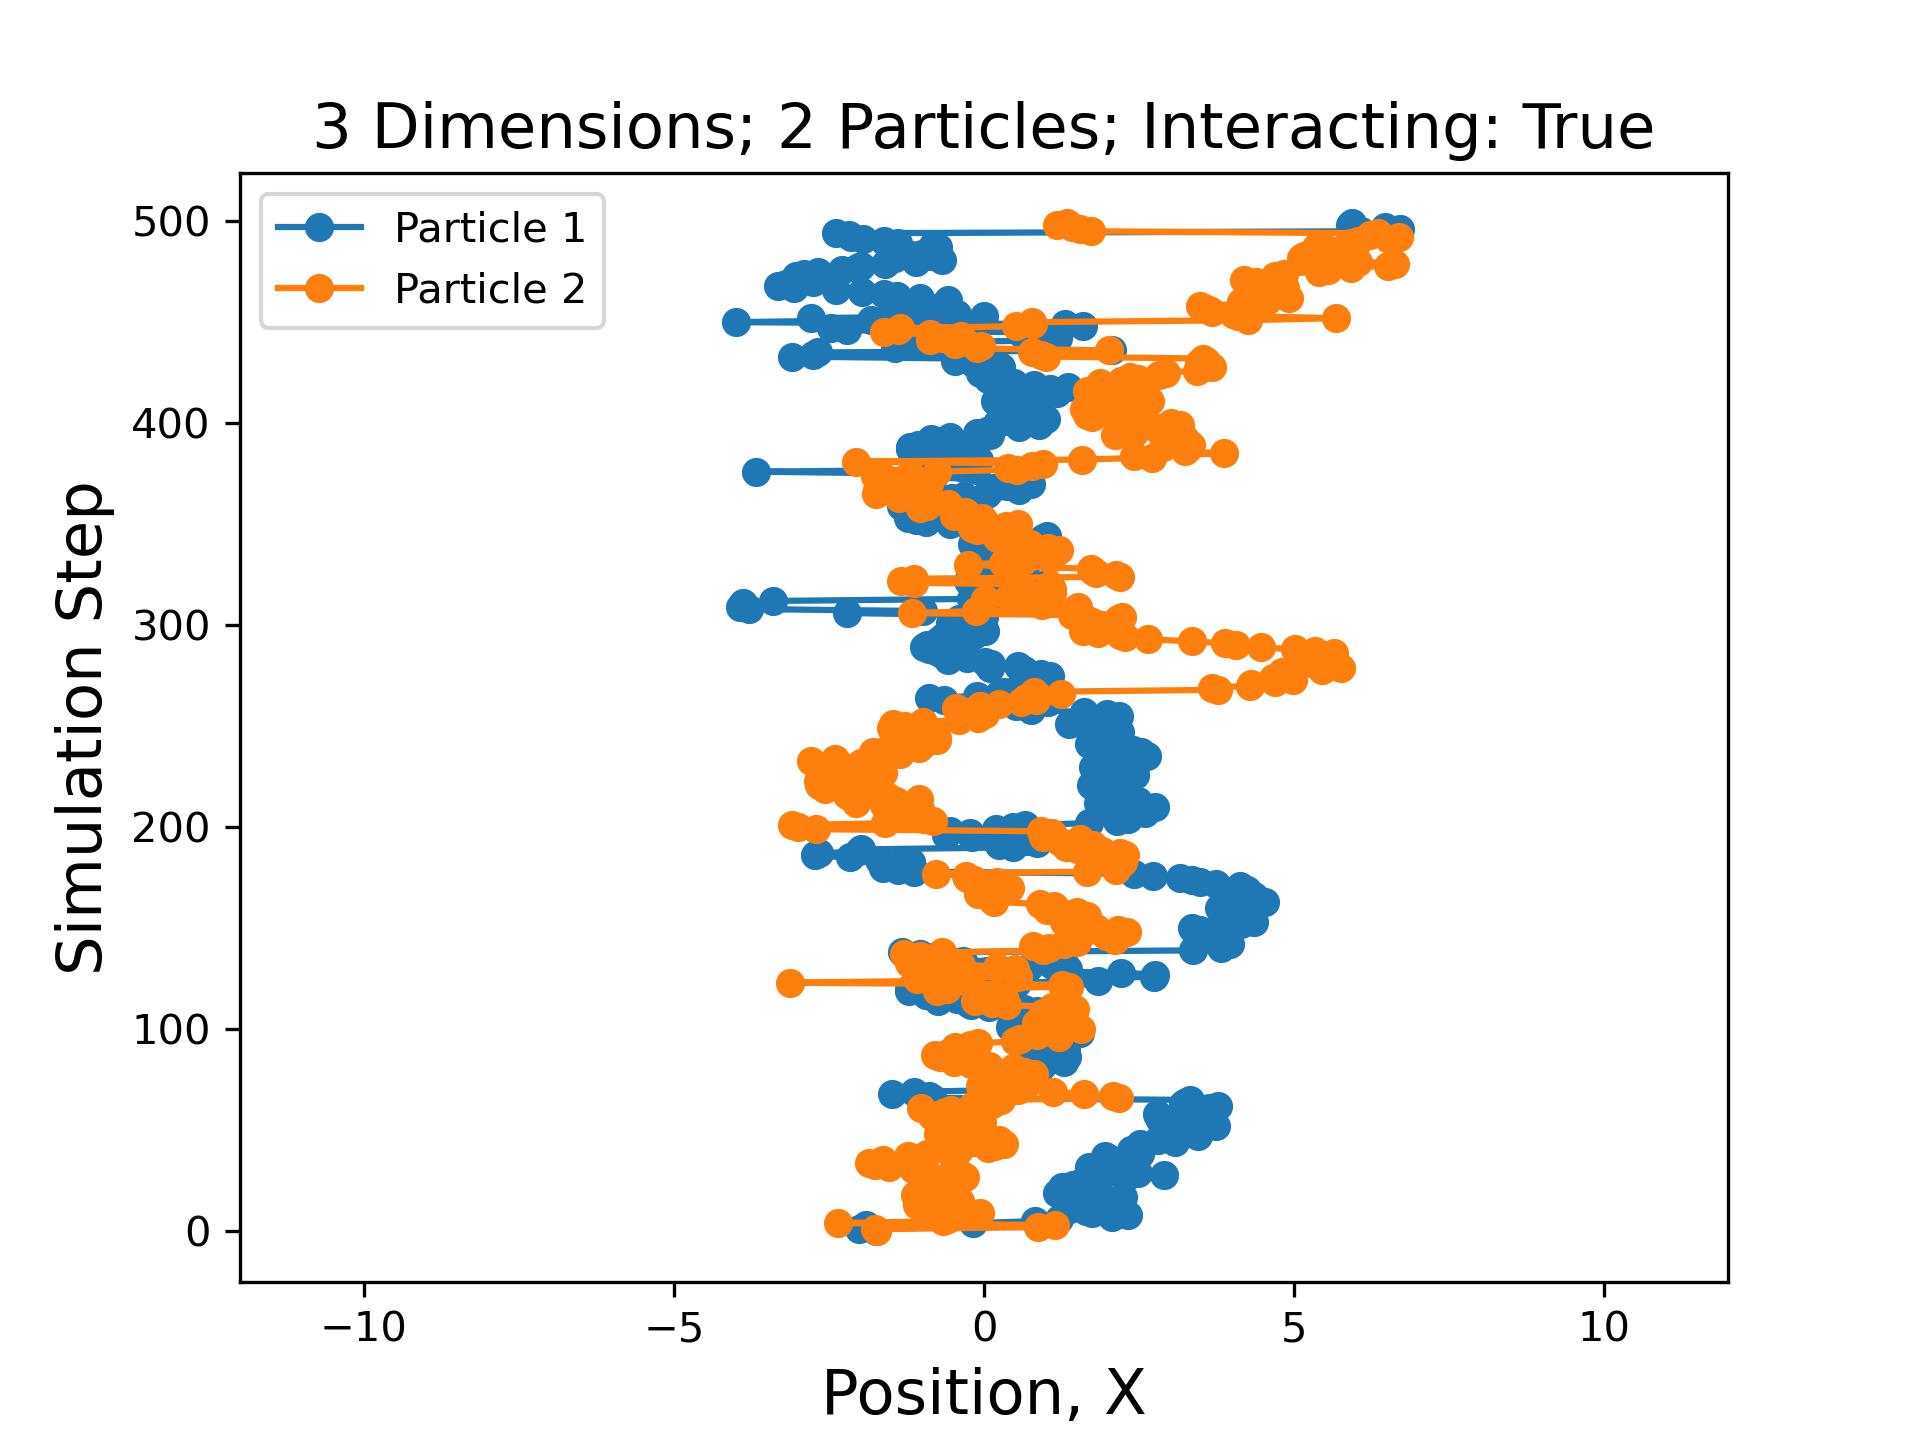 3 Dimensions; 2 Particles; Interacting: True
Particle 1
Particle 2
Simulation Step
500
400
300
200
100
0
−10
−5
0
5
10
Position, X